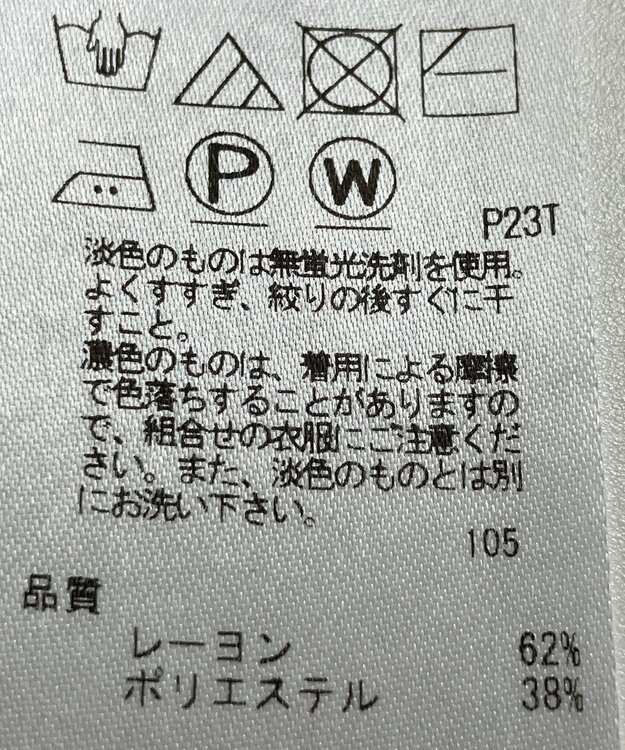 P
W
P23T
淡色のものは無蛍光洗剤を使用。
よくすすぎ、絞りの後すぐに干
すこと。
濃色のものは、着用による摩擦
で色落ちすることがありますの
で、組合せの衣服にご注意くだ
さい。また、淡色のものとは別
にお洗い下さい。
105
品質
レーヨン 62%
ポリエステル 38%